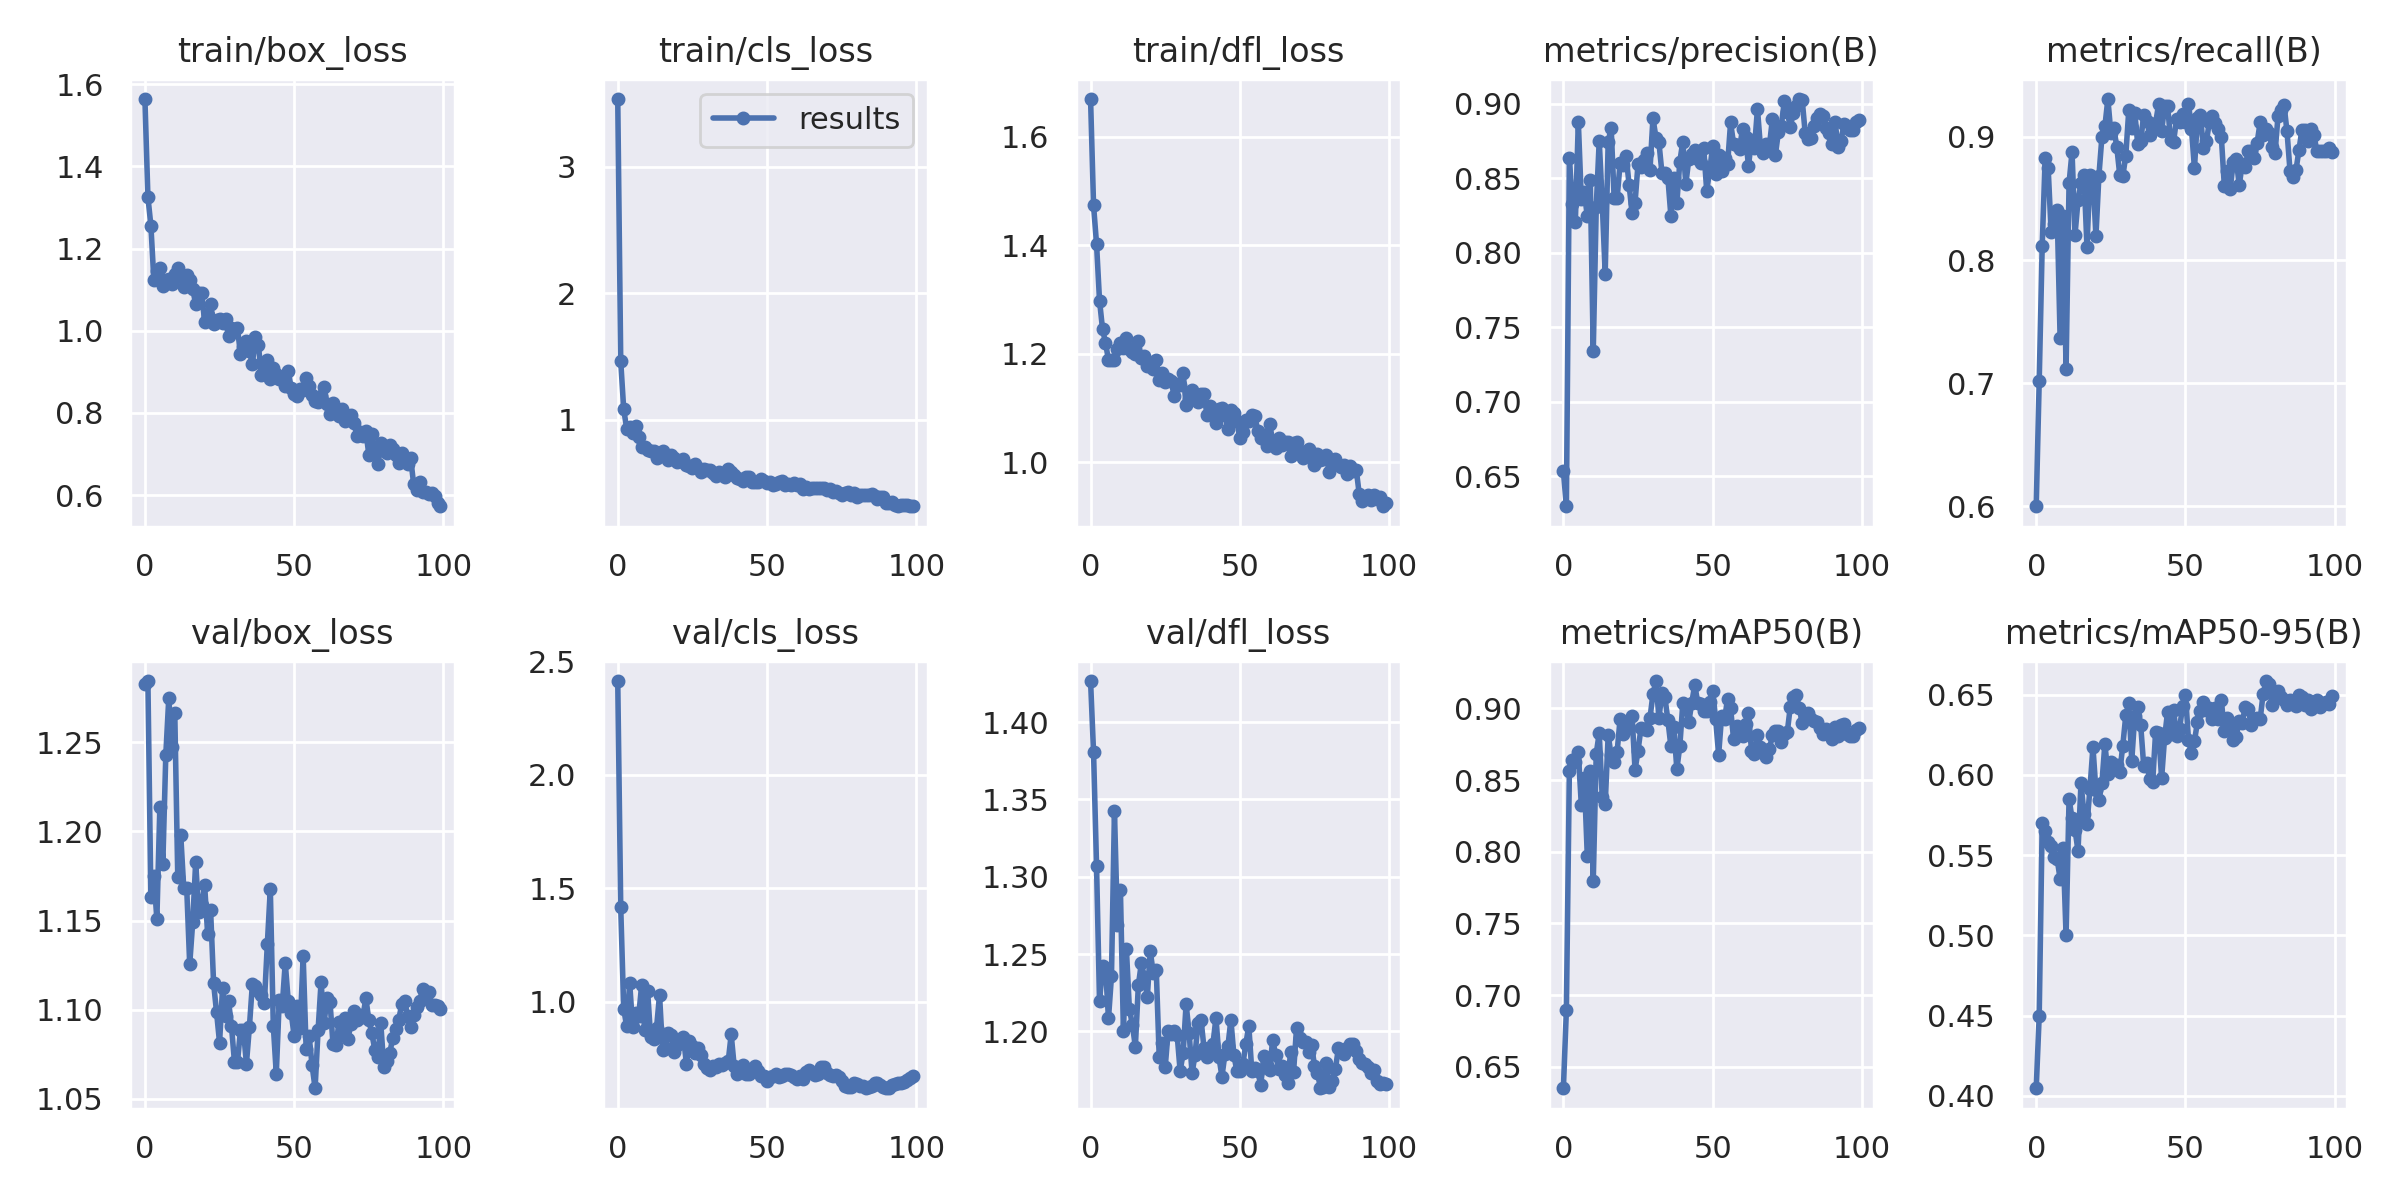 train/box_loss
1.6
1.4
1.2
1.0
0.8
0.6
0 50 100
train/cls_loss
results
3
2
1
0 50 100
train/dfl_loss
1.6
1.4
1.2
1.0
0 50 100
metrics/precision(B)
0.90
0.85
0.80
0.75
0.70
0.65
0 50 100
metrics/recall(B)
0.9
0.8
0.7
0.6
0 50 100
val/box_loss
1.25
1.20
1.15
1.10
1.05
0 50 100
val/cls_loss
2.5
2.0
1.5
1.0
0 50 100
val/dfl_loss
1.40
1.35
1.30
1.25
1.20
0 50 100
metrics/mAP50(B)
0.90
0.85
0.80
0.75
0.70
0.65
0 50 100
metrics/mAP50-95(B)
0.65
0.60
0.55
0.50
0.45
0.40
0 50 100